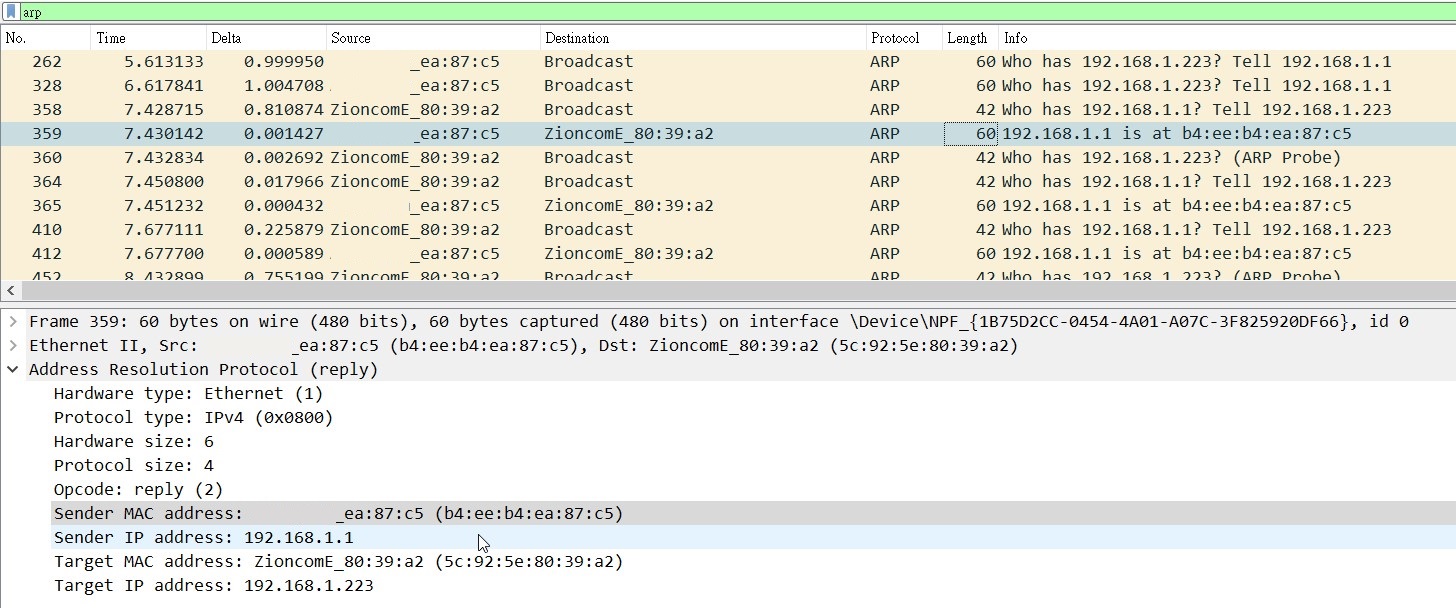 arp
No. Time Delta Source Destination Protocol Length Info
262 5.613133 0.999950 _ea:87:c5 Broadcast ARP 60 Who has 192.168.1.223? Tell 192.168.1.1
328 6.617841 1.004708 _ea:87:c5 Broadcast ARP 60 Who has 192.168.1.223? Tell 192.168.1.1
358 7.428715 0.810874 ZioncomE_80:39:a2 Broadcast ARP 42 Who has 192.168.1.1? Tell 192.168.1.223
359 7.430142 0.001427 _ea:87:c5 ZioncomE_80:39:a2 ARP 60 192.168.1.1 is at b4:ee:b4:ea:87:c5
360 7.432834 0.002692 ZioncomE_80:39:a2 Broadcast ARP 42 Who has 192.168.1.223? (ARP Probe)
364 7.450800 0.017966 ZioncomE_80:39:a2 Broadcast ARP 42 Who has 192.168.1.1? Tell 192.168.1.223
365 7.451232 0.000432 _ea:87:c5 ZioncomE_80:39:a2 ARP 60 192.168.1.1 is at b4:ee:b4:ea:87:c5
410 7.677111 0.225879 ZioncomE_80:39:a2 Broadcast ARP 42 Who has 192.168.1.1? Tell 192.168.1.223
412 7.677700 0.000589 _ea:87:c5 ZioncomE_80:39:a2 ARP 60 192.168.1.1 is at b4:ee:b4:ea:87:c5
452 8.432899 0.755199 ZioncomE_80:39:a2 Broadcast ARP 42 Who has 192.168.1.223? (ARP Probe)
Frame 359: 60 bytes on wire (480 bits), 60 bytes captured (480 bits) on interface \Device\NPF_{1B75D2CC-0454-4A01-A07C-3F825920DF66}, id 0
Ethernet II, Src: _ea:87:c5 (b4:ee:b4:ea:87:c5), Dst: ZioncomE_80:39:a2 (5c:92:5e:80:39:a2)
Address Resolution Protocol (reply)
Hardware type: Ethernet (1)
Protocol type: IPv4 (0x0800)
Hardware size: 6
Protocol size: 4
Opcode: reply (2)
Sender MAC address: _ea:87:c5 (b4:ee:b4:ea:87:c5)
Sender IP address: 192.168.1.1
Target MAC address: ZioncomE_80:39:a2 (5c:92:5e:80:39:a2)
Target IP address: 192.168.1.223